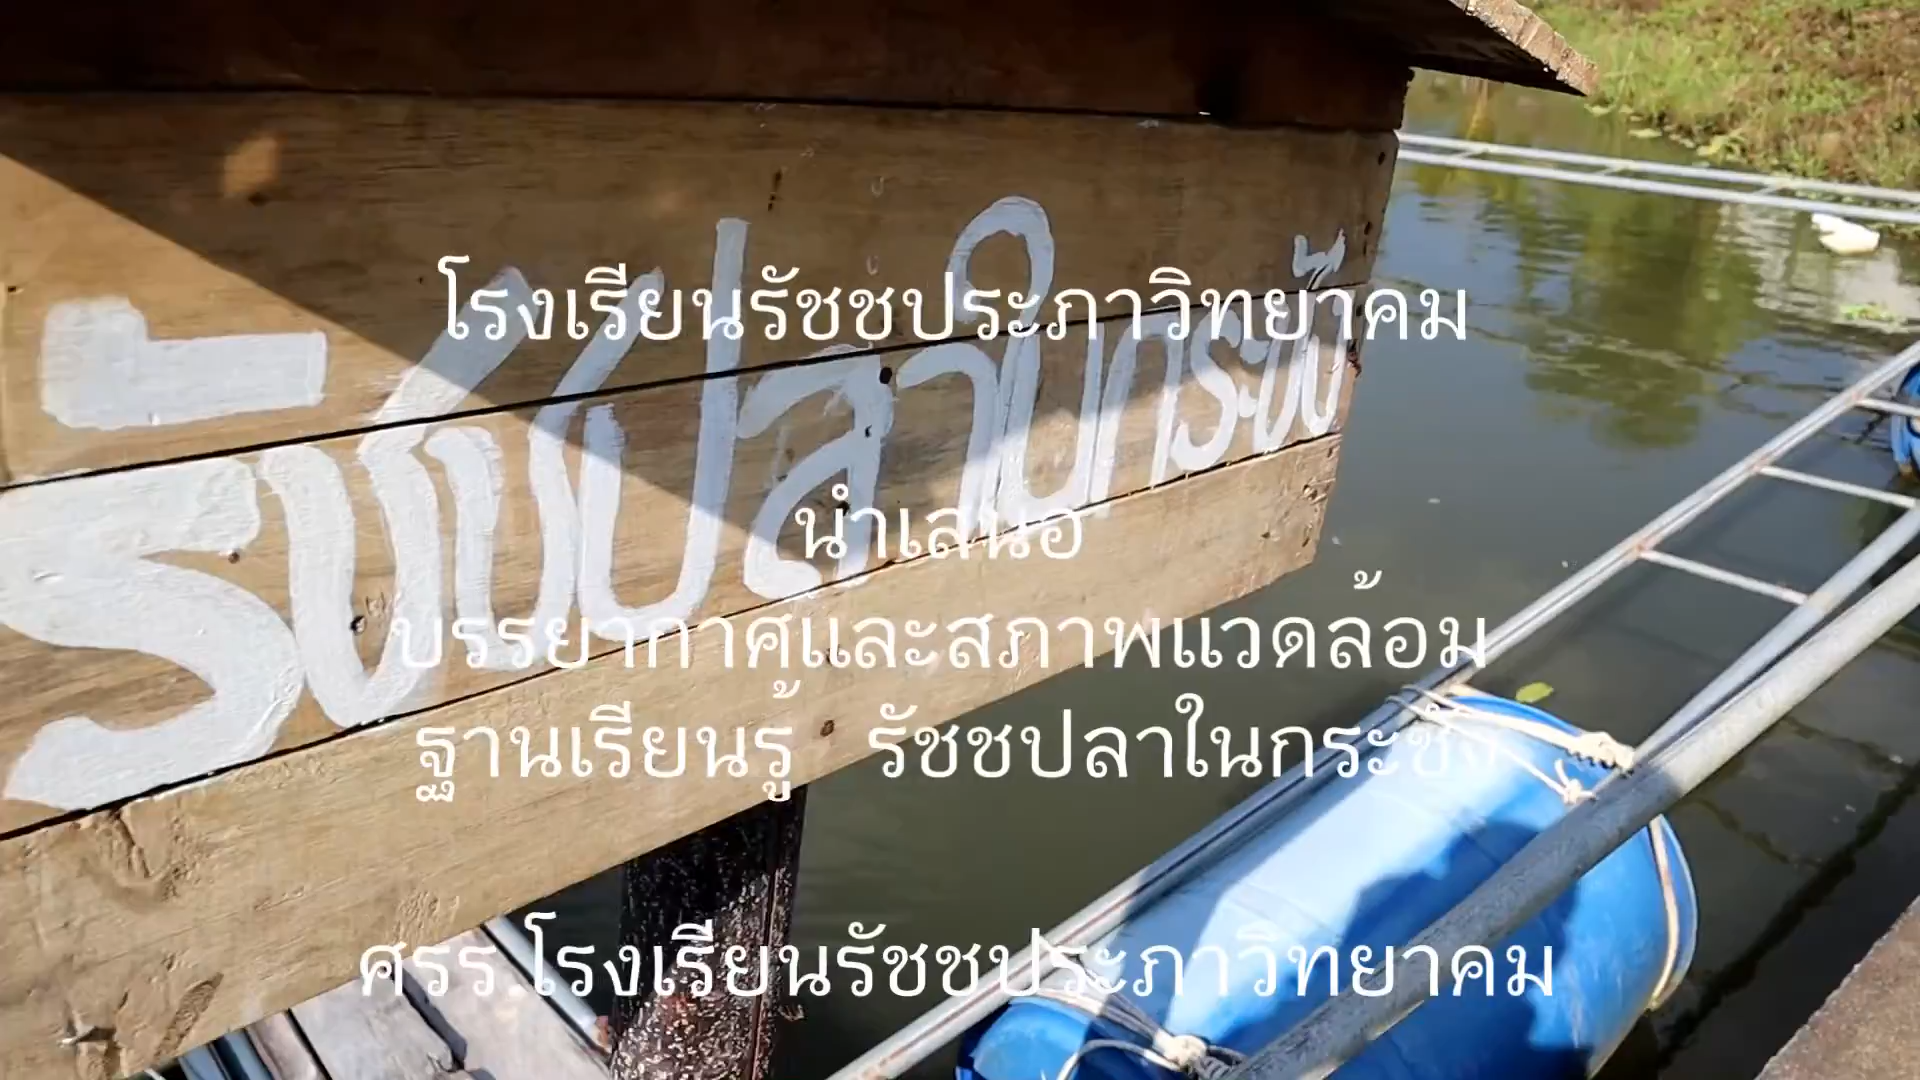 โรงเรียนรัชชประภาวิทยาคม
รัชชปลาในกระชัง
นำเสนอ
บรรยากาศและสภาพแวดล้อม
ฐานเรียนรู้ รัชชปลาในกระชัง
ศรร.โรงเรียนรัชชประภาวิทยาคม